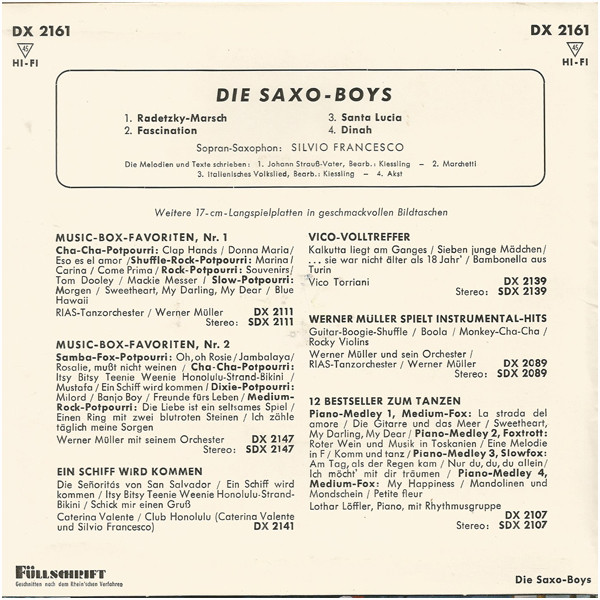 DX 2161
45
HI-FI
DX 2161
45
HI-FI
DIE SAXO-BOYS
1. Radetzky-Marsch
2. Fascination
3. Santa Lucia
4. Dinah
Sopran-Saxophon: SILVIO FRANCESCO
Die Melodien und Texte schrieben: 1. Johann Strauß-Vater, Bearb.: Kiessling – 2. Marchetti
3. Italienisches Volkslied, Bearb.: Kiessling – 4. Akst
Weitere 17-cm-Langspielplatten in geschmackvollen Bildtaschen
MUSIC-BOX-FAVORITEN, Nr. 1
Cha-Cha-Potpourri: Clap Hands / Donna Maria/
Eso es el amor / Shuffle-Rock-Potpourri: Marina/
Carina / Come Prima / Rock-Potpourri: Souvenirs/
Tom Dooley / Mackie Messer / Slow-Potpourri:
Morgen / Sweetheart, My Darling, My Dear / Blue
Hawaii
RIAS-Tanzorchester / Werner Müller DX 2111
Stereo: SDX 2111
MUSIC-BOX-FAVORITEN, Nr. 2
Samba-Fox-Potpourri: Oh, oh Rosie / Jambalaya/
Rosalie, mußt nicht weinen / Cha-Cha-Potpourri:
Itsy Bitsy Teenie Weenie Honolulu-Strand-Bikini /
Mustafa / Ein Schiff wird kommen / Dixie-Potpourri:
Milord / Banjo Boy / Freunde fürs Leben / Medium-
Rock-Potpourri: Die Liebe ist ein seltsames Spiel /
Einen Ring mit zwei blutroten Steinen / Ich zähle
täglich meine Sorgen
Werner Müller mit seinem Orchester DX 2147
Stereo: SDX 2147
EIN SCHIFF WIRD KOMMEN
Die Señoritás von San Salvador / Ein Schiff wird
kommen / Itsy Bitsy Teenie Weenie Honolulu-Strand-
Bikini / Schick mir einen Gruß
Caterina Valente / Club Honolulu (Caterina Valente
und Silvio Francesco) DX 2141
VICO-VOLLTREFFER
Kalkutta liegt am Ganges / Sieben junge Mädchen/
... sie war nicht älter als 18 Jahr' / Bambonella aus
Turin
Vico Torriani DX 2139
Stereo: SDX 2139
WERNER MÜLLER SPIELT INSTRUMENTAL-HITS
Guitar-Boogie-Shuffle / Boola / Monkey-Cha-Cha /
Rocky Violins
Werner Müller und sein Orchester /
RIAS-Tanzorchester / Werner Müller DX 2089
Stereo: SDX 2089
12 BESTSELLER ZUM TANZEN
Piano-Medley 1, Medium-Fox: La strada del
amore / Die Gitarre und das Meer / Sweetheart,
My Darling, My Dear / Piano-Medley 2, Foxtrott:
Roter Wein und Musik in Toskanien / Eine Melodie
in F / Komm und tanz / Piano-Medley 3, Slowfox:
Am Tag, als der Regen kam / Nur du, du, du allein/
Ich möcht' mit dir träumen / Piano-Medley 4,
Medium-Fox: My Happiness / Mandolinen und
Mondschein / Petite fleur
Lothar Löffler, Piano, mit Rhythmusgruppe
DX 2107
Stereo: SDX 2107
FÜLLSCHRIFT
Geschnitten nach dem Rhein'schen Verfahren
Die Saxo-Boys